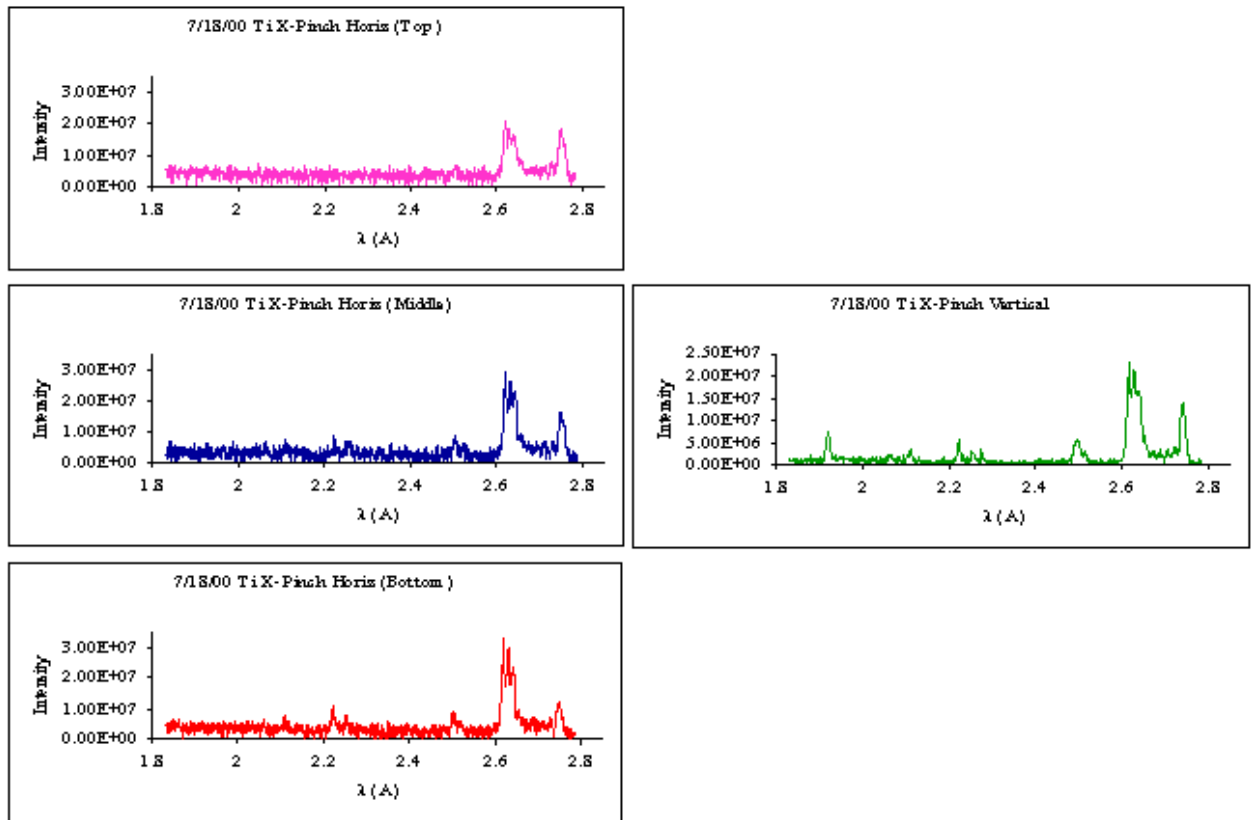 7/18/00 Ti X-Pinch Horiz (Top)
Intensity
3.00E+07
2.00E+07
1.00E+07
0.00E+00
1.8 2 2.2 2.4 2.6 2.8
λ (A)
7/18/00 Ti X-Pinch Horiz (Middle)
Intensity
3.00E+07
2.00E+07
1.00E+07
0.00E+00
1.8 2 2.2 2.4 2.6 2.8
λ (A)
7/18/00 Ti X-Pinch Vertical
Intensity
2.50E+07
2.00E+07
1.50E+07
1.00E+07
5.00E+06
0.00E+00
1.8 2 2.2 2.4 2.6 2.8
λ (A)
7/18/00 Ti X-Pinch Horiz (Bottom)
Intensity
3.00E+07
2.00E+07
1.00E+07
0.00E+00
1.8 2 2.2 2.4 2.6 2.8
λ (A)